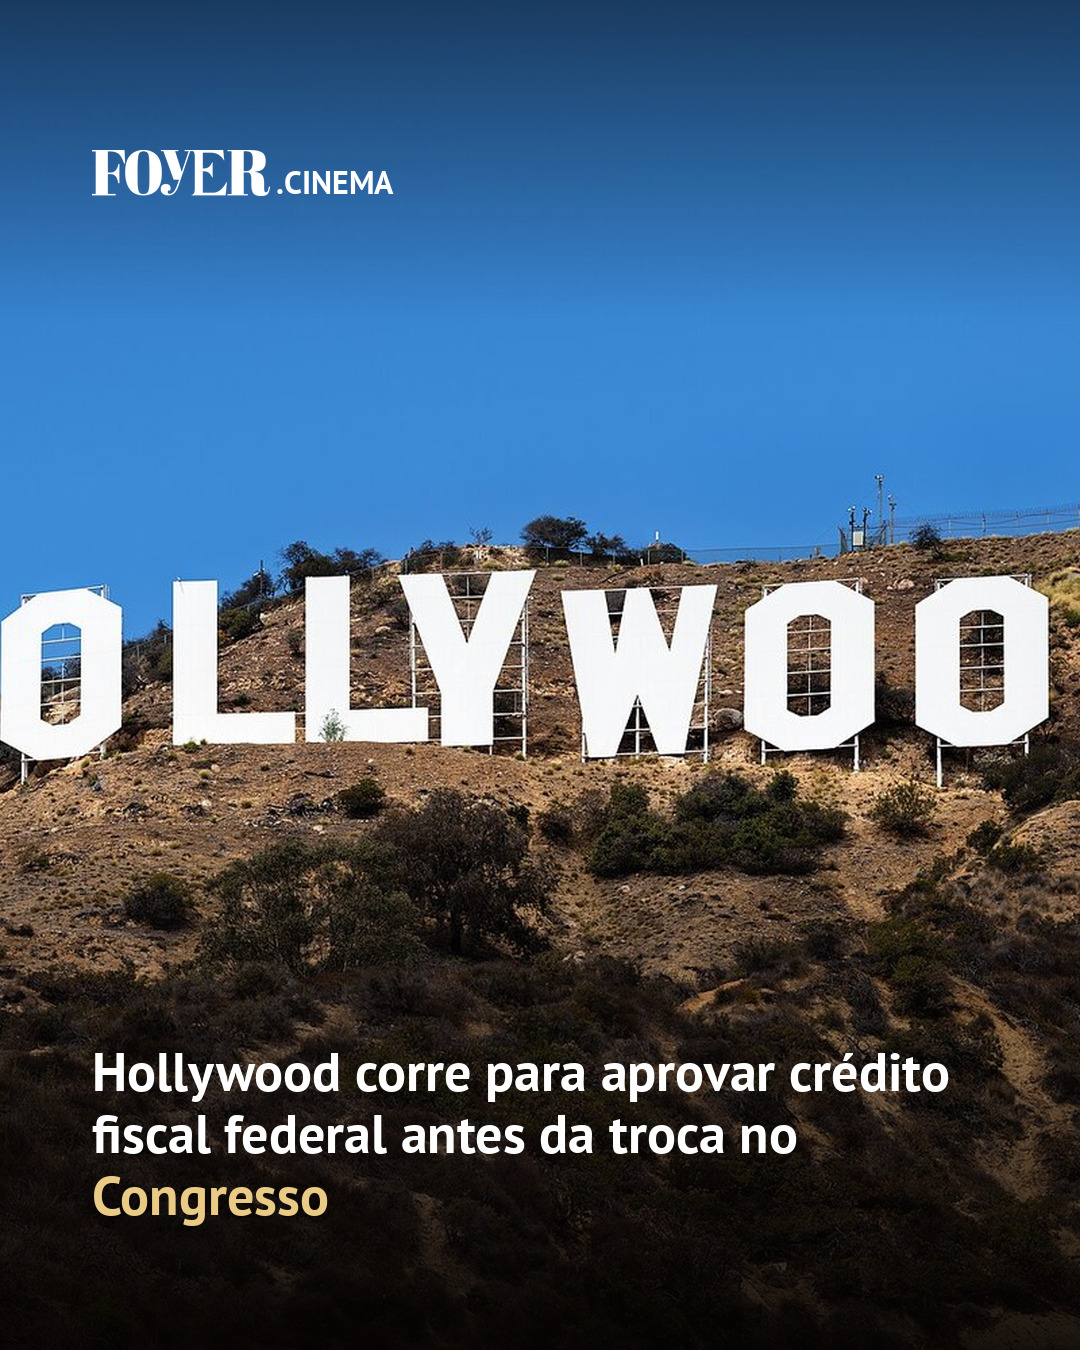 FOYER.CINEMA
OLLYWOO
Hollywood corre para aprovar crédito
fiscal federal antes da troca no
Congresso